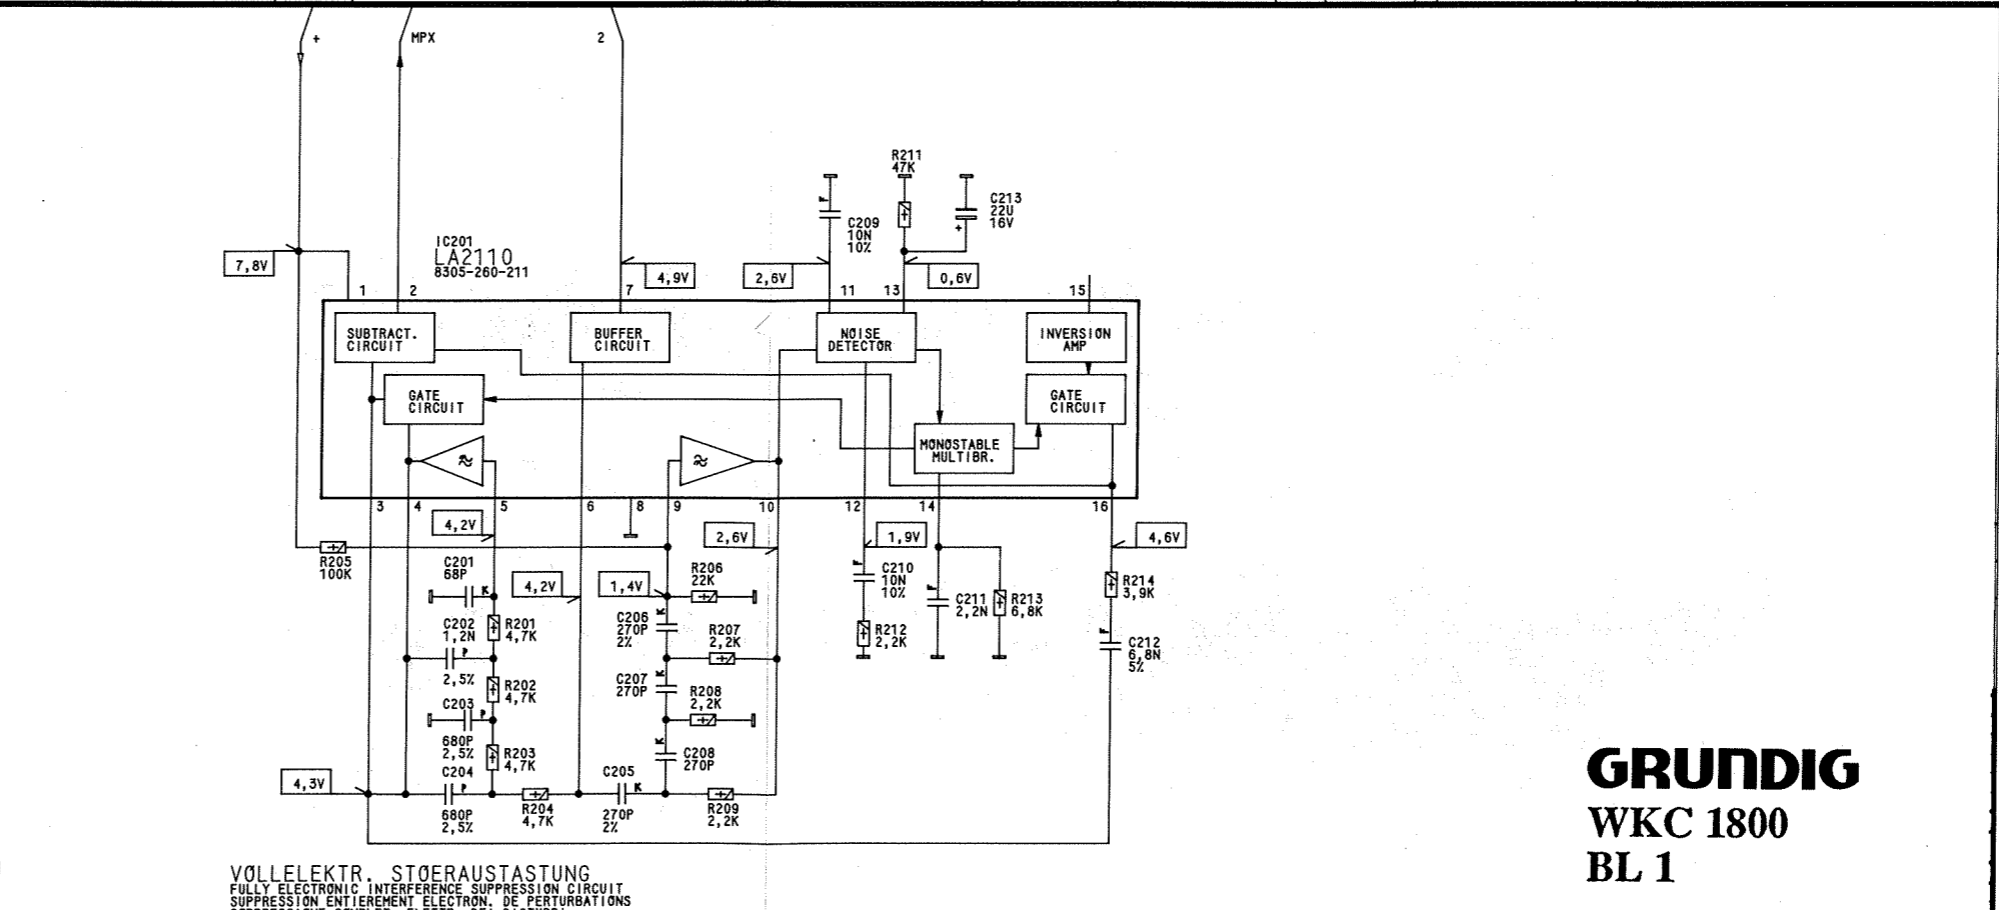 +
MPX
2
R211
47K
C213
22U
16V
+
C209
10N
10%
IC201
LA2110
8305-260-211
7,8V
4,9V
2,6V
0,6V
1
2
7
11
13
15
SUBTRACT.
CIRCUIT
BUFFER
CIRCUIT
NOISE
DETECTOR
INVERSION
AMP
GATE
CIRCUIT
GATE
CIRCUIT
MONOSTABLE
MULTIBR.
3
4
5
6
8
9
10
12
14
16
4,2V
2,6V
1,9V
4,6V
R205
100K
C201
68P
K
4,2V
1,4V
R206
22K
C210
10N
10%
C211
2,2N
R213
6,8K
R214
3,9K
C202
1,2N
P
2,5%
R201
4,7K
C206
270P
2%
K
R207
2,2K
R212
2,2K
C212
6,8N
5%
R202
4,7K
C207
270P
K
R208
2,2K
C203
P
680P
2,5%
R203
4,7K
K
C208
270P
4,3V
C204
P
680P
2,5%
R204
4,7K
C205
K
270P
2%
R209
2,2K
GRUNDIG
WKC 1800
BL 1
VOLLELEKTR. STOERAUSTASTUNG
FULLY ELECTRONIC INTERFERENCE SUPPRESSION CIRCUIT
SUPPRESSION ENTIEREMENT ELECTRON. DE PERTURBATIONS